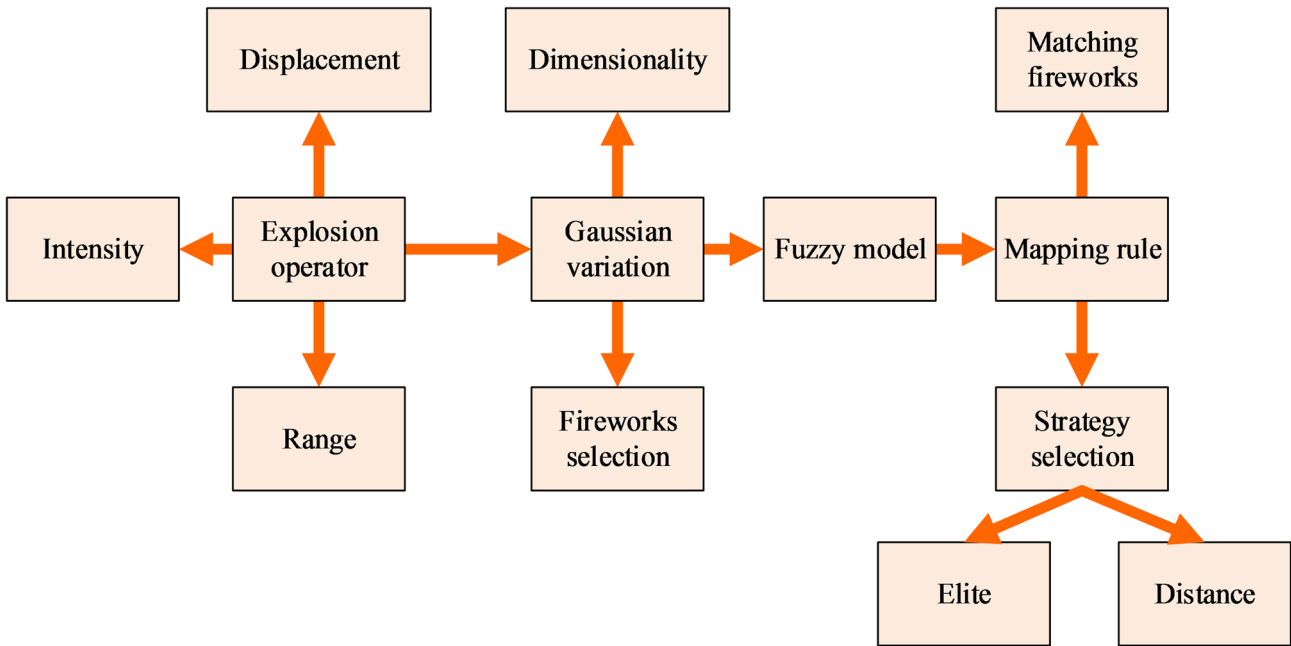 Displacement
Dimensionality
Matching
fireworks
Intensity
Explosion
operator
Gaussian
variation
Fuzzy model
Mapping rule
Range
Fireworks
selection
Strategy
selection
Elite
Distance